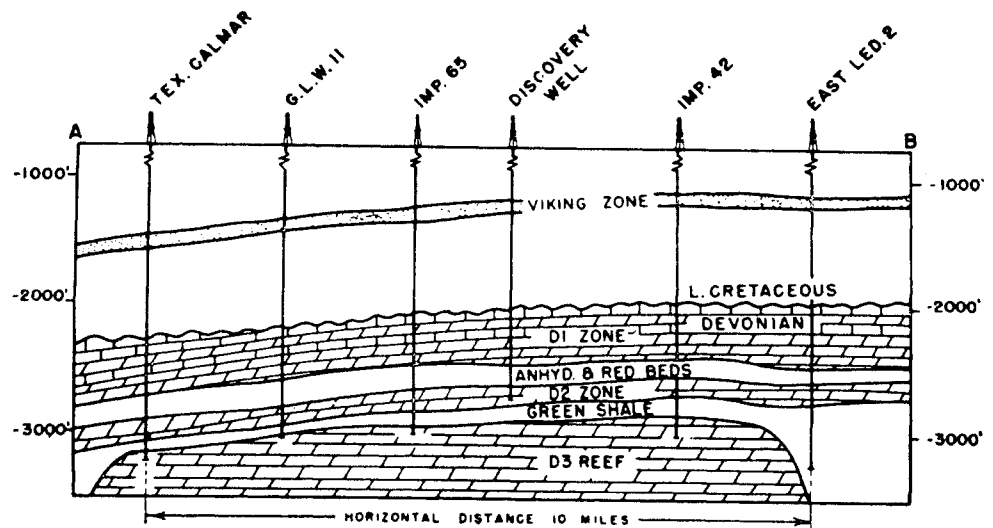 TEX. CALMAR
G.L.W. 11
IMP. 65
DISCOVERY
WELL
IMP. 42
EAST LED. 2
A
B
-1000'
-1000'
VIKING ZONE
-2000'
L. CRETACEOUS
-2000'
DEVONIAN
D1 ZONE
ANHYD. & RED BEDS
D2 ZONE
GREEN SHALE
-3000'
-3000'
D3 REEF
HORIZONTAL DISTANCE 10 MILES